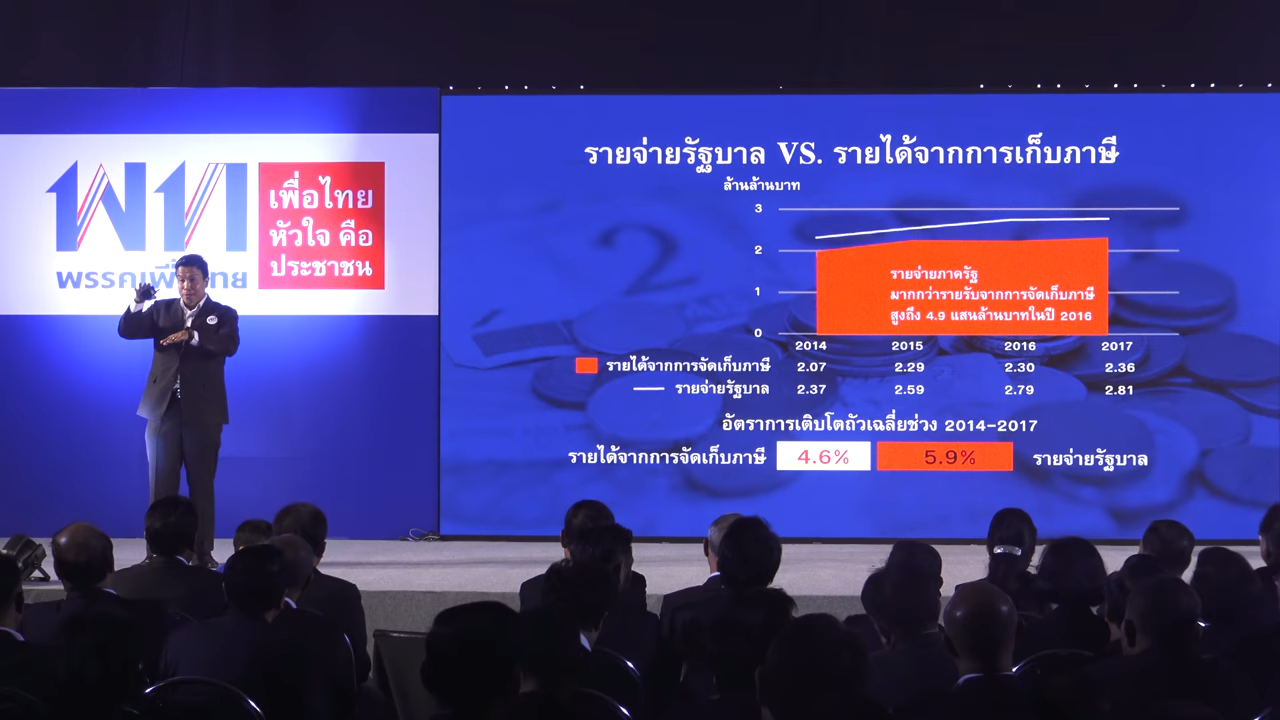 พท
พรรคเพื่อไทย
เพื่อไทย
หัวใจ คือ
ประชาชน
รายจ่ายรัฐบาล VS. รายได้จากการเก็บภาษี
ล้านล้านบาท
3
2
1
0
รายจ่ายภาครัฐ
มากกว่ารายรับจากการจัดเก็บภาษี
สูงถึง 4.9 แสนล้านบาทในปี 2016
2014 2015 2016 2017
รายได้จากการจัดเก็บภาษี 2.07 2.29 2.30 2.36
รายจ่ายรัฐบาล 2.37 2.59 2.79 2.81
อัตราการเติบโตถัวเฉลี่ยช่วง 2014-2017
รายได้จากการจัดเก็บภาษี 4.6% 5.9% รายจ่ายรัฐบาล